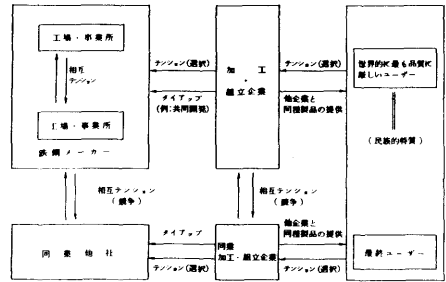 工場・事業所
相互
テンション
工場・事業所
鉄鋼メーカー
テンション(選択)
タイアップ
(例:共同開発)
加工
・
組立企業
テンション(選択)
他企業と
同種製品の提供
世界的に最も品質に
厳しいユーザー
(民族的特質)
相互テンション
(競争)
相互テンション
(競争)
同業他社
タイアップ
テンション(選択)
同業
加工・組立企業
他企業と
同種製品の提供
テンション(選択)
最終ユーザー